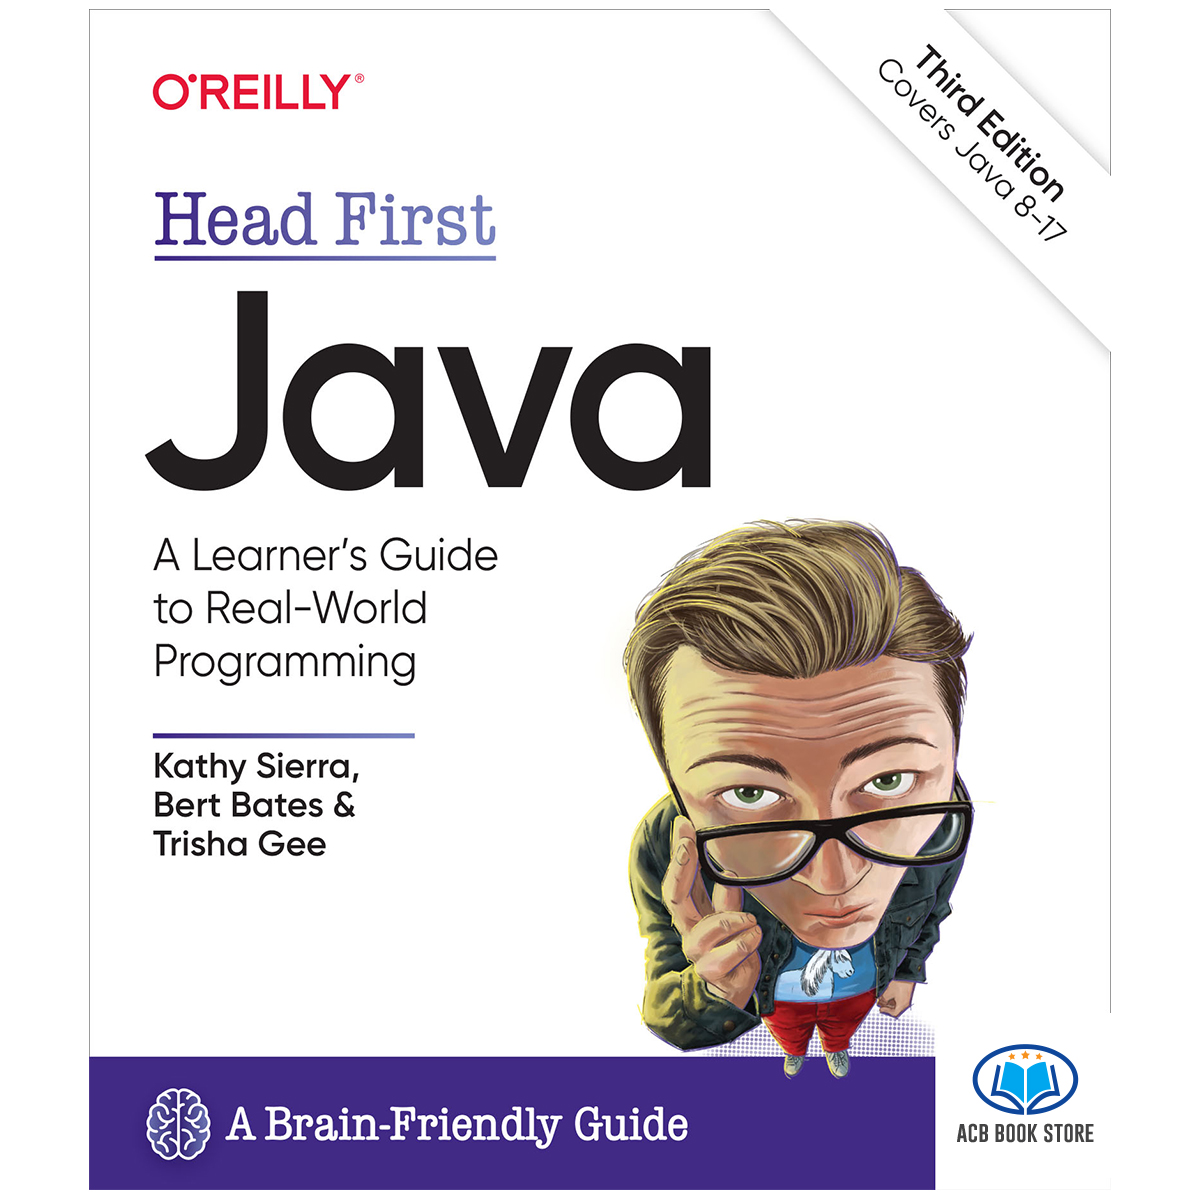 O'REILLY®
Third Edition
Covers Java 8–17
Head First
Java
A Learner’s Guide
to Real-World
Programming
Kathy Sierra,
Bert Bates &
Trisha Gee
A Brain-Friendly Guide
ACB BOOK STORE